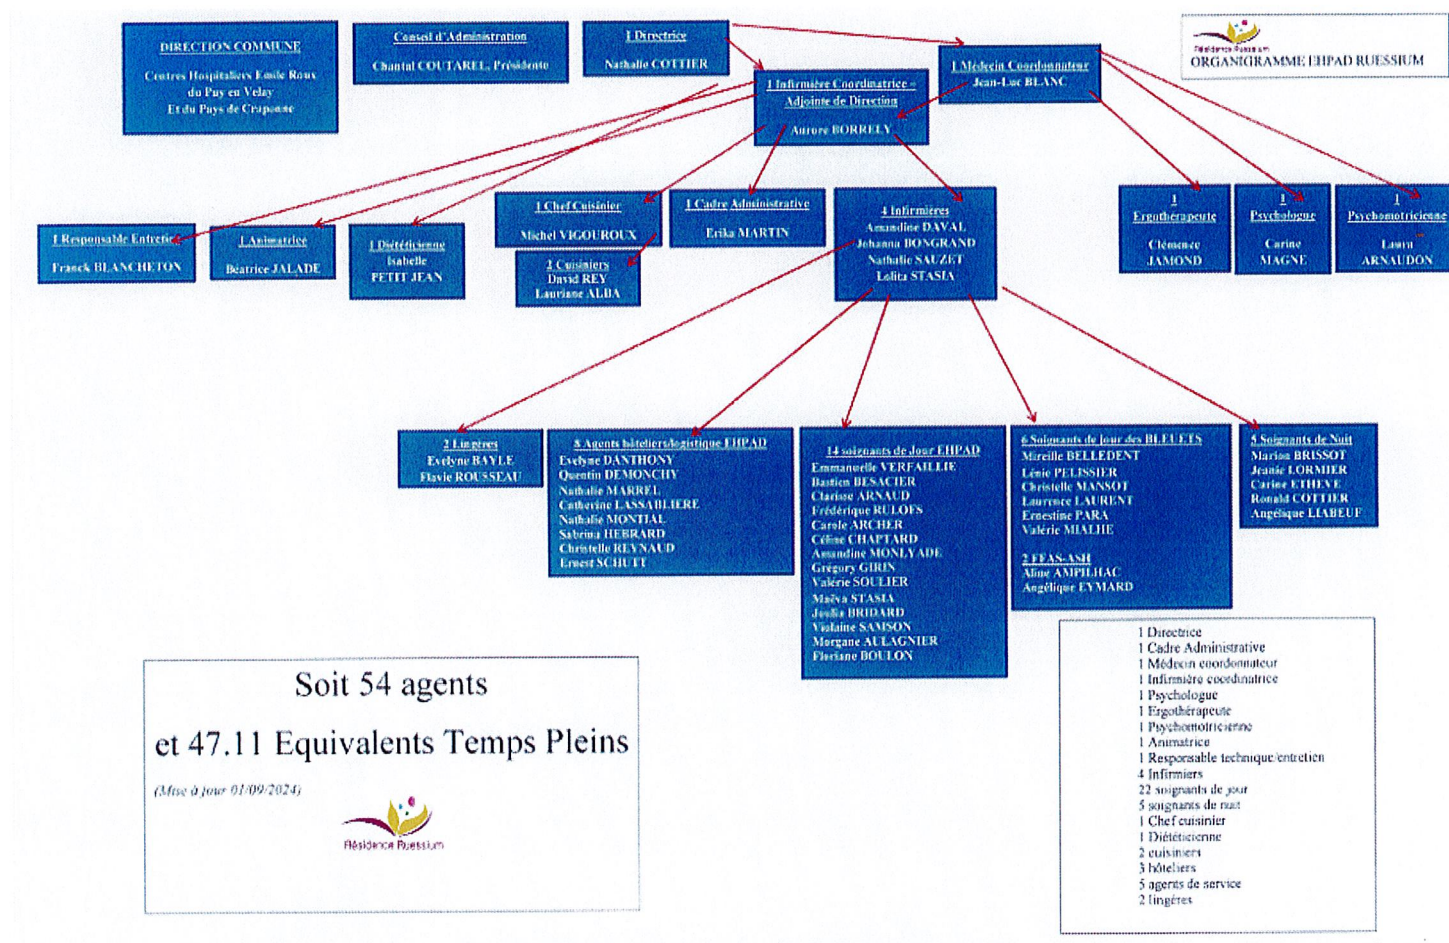 DIRECTION COMMUNE
Centres Hospitaliers Emile Roux
du Puy en Velay
Et du Pays de Craponne
Conseil d'Administration
Chantal COUTAREL, Présidente
1 Directrice
Nathalie COTTIER
1 Infirmière Coordinatrice –
Adjointe de Direction
Aurore BORRELY
1 Médecin Coordonnateur
Jean-Luc BLANC
Résidence Ruessium
ORGANIGRAMME EHPAD RUESSIUM
1 Responsable Entretien
Franck BLANCHETON
1 Animatrice
Béatrice JALADE
1 Diététicienne
Isabelle
PETIT JEAN
1 Chef Cuisinier
Michel VIGOUROUX
2 Cuisiniers
David REY
Lauriane ALBA
1 Cadre Administrative
Erika MARTIN
4 Infirmières
Amandine DAVAL
Johanna BONGRAND
Nathalie SAUZET
Lolita STASIA
1
Ergothérapeute
Clémence
JAMOND
1
Psychologue
Carine
MAGNE
1
Psychomotricienne
Laura
ARNAUDON
2 Lingères
Evelyne BAYLE
Flavie ROUSSEAU
8 Agents hôteliers/logistique EHPAD
Evelyne DANTHONY
Quentin DEMONCHY
Nathalie MARREL
Catherine LASSABLIERE
Nathalie MONTIAL
Sabrina HEBRARD
Christelle REYNAUD
Ernest SCHUTT
14 soignants de Jour EHPAD
Emmanuelle VERFAILLIE
Bastien BESACIER
Clarisse ARNAUD
Frédérique RULOFS
Carole ARCHER
Céline CHAPTARD
Amandine MONLYADE
Grégory GIRIN
Valérie SOULIER
Maëva STASIA
BRIDARD
Violaine SAMSON
Morgane AULAGNIER
Floriane BOULON
6 Soignants de Jour des BLEUETS
Mireille BELLEDENT
Lénie PELISSIER
Christelle MANSOT
Laurence LAURENT
Ernestine PARA
Valérie MIALHE
2 FFAS-ASH
Aline AMPILHAC
Angélique EYMARD
5 Soignants de Nuit
Marion BRISSOT
Jeanie LORMIER
Carine ETHEVE
Ronald COTTIER
Angélique LIABEUF
Soit 54 agents
et 47.11 Equivalents Temps Pleins
(Mise à jour 01/09/2024)
Résidence Ruessium
1 Directrice
1 Cadre Administrative
1 Médecin coordonnateur
1 Infirmière coordinatrice
1 Psychologue
1 Ergothérapeute
1 Psychomotricienne
1 Animatrice
1 Responsable technique/entretien
4 Infirmiers
22 soignants de jour
5 soignants de nuit
1 Chef cuisinier
1 Diététicienne
2 cuisiniers
3 hôteliers
5 agents de service
2 lingères